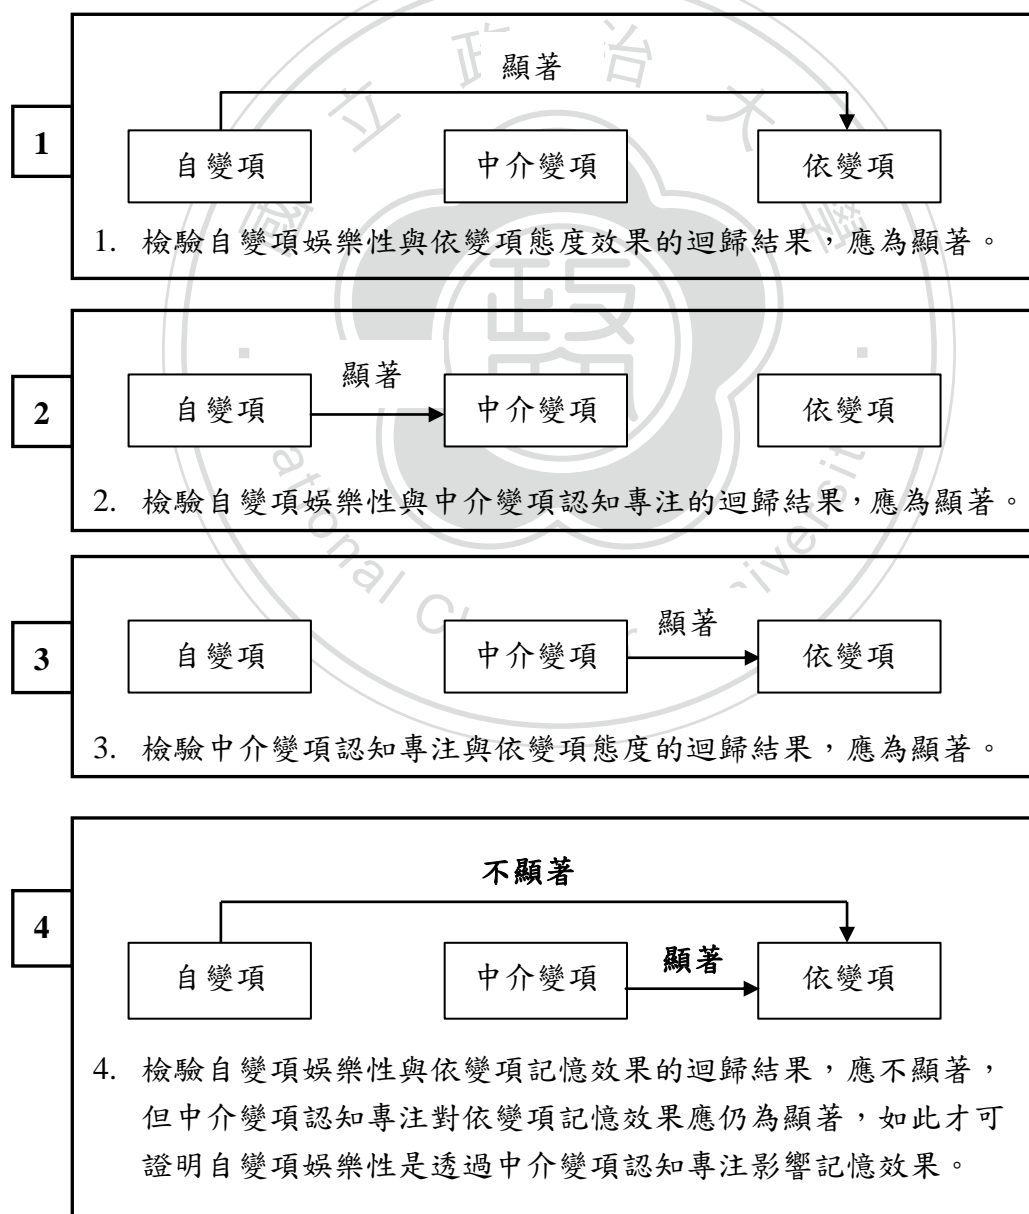 顯著
1
自變項
中介變項
依變項
1. 檢驗自變項娛樂性與依變項態度效果的迴歸結果，應為顯著。
顯著
2
自變項
中介變項
依變項
2. 檢驗自變項娛樂性與中介變項認知專注的迴歸結果，應為顯著。
顯著
3
自變項
中介變項
依變項
3. 檢驗中介變項認知專注與依變項態度的迴歸結果，應為顯著。
不顯著
4
自變項
中介變項
顯著
依變項
4. 檢驗自變項娛樂性與依變項記憶效果的迴歸結果，應不顯著，
但中介變項認知專注對依變項記憶效果應仍為顯著，如此才可
證明自變項娛樂性是透過中介變項認知專注影響記憶效果。